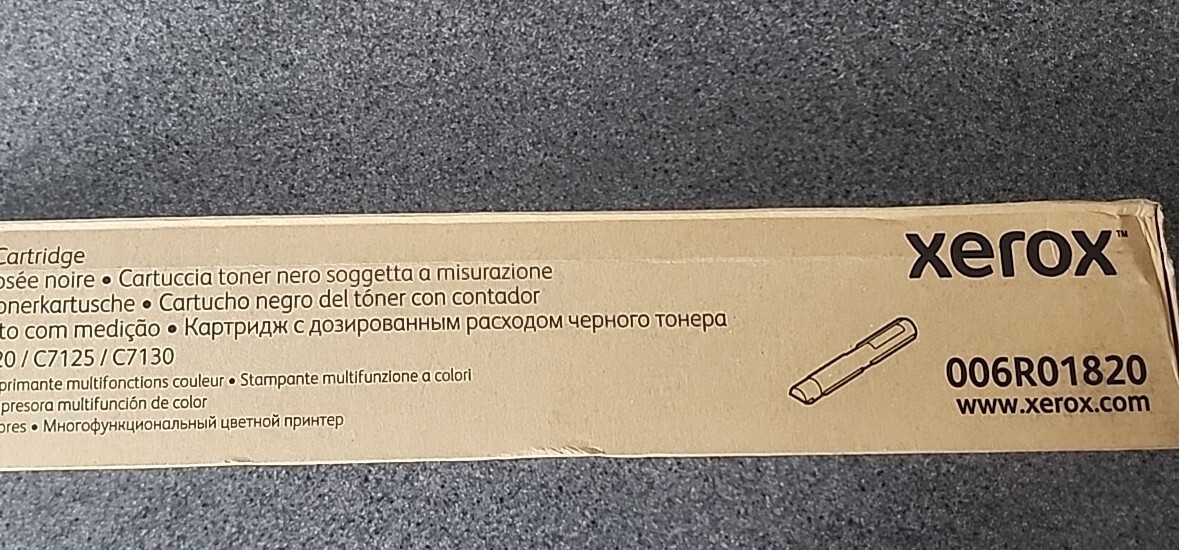 Cartridge
osée noire • Cartuccia toner nero soggetta a misurazione
onerkartusche • Cartucho negro del tóner con contador
to com medição • Картридж с дозированным расходом черного тонера
20 / C7125 / C7130
primante multifonctions couleur • Stampante multifunzione a colori
presora multifunción de color
ores • Многофункциональный цветной принтер
xerox™
006R01820
www.xerox.com